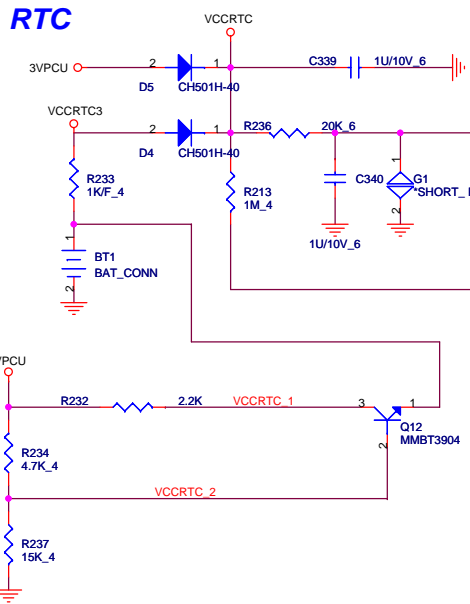 RTC
VCCRTC
3VPCU
2
1
D5
CH501H-40
C339
1U/10V_6
VCCRTC3
2
1
D4
CH501H-40
R236
20K_6
R233
1K/F_4
R213
1M_4
C340
1U/10V_6
1
G1
*SHORT_
2
1
BT1
BAT_CONN
2
VPCU
R232
2.2K
VCCRTC_1
3
1
Q12
MMBT3904
2
R234
4.7K_4
VCCRTC_2
R237
15K_4